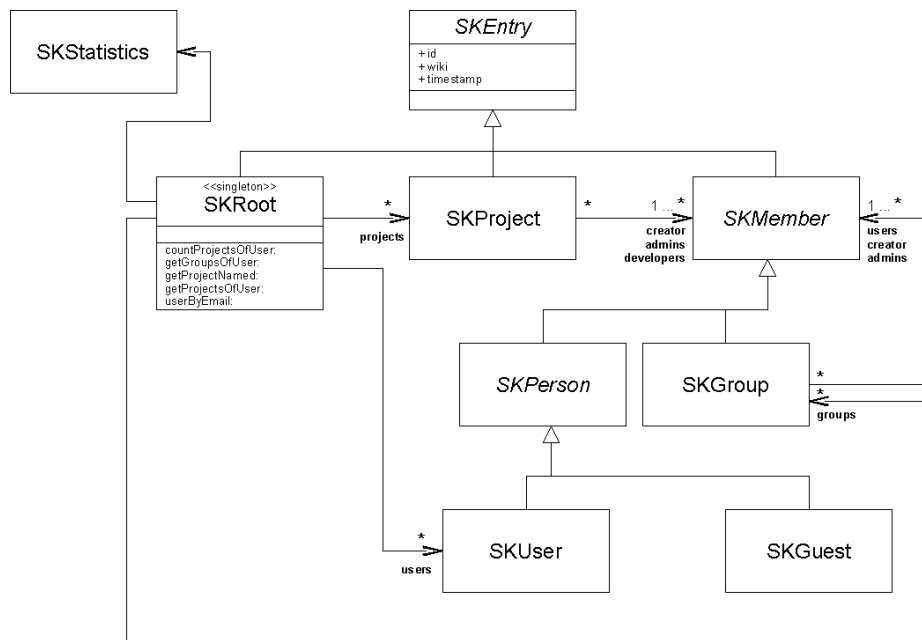 SKStatistics
SKEntry
+ id
+ wiki
+ timestamp
<<singleton>>
SKRoot
countProjectsOfUser:
getGroupsOfUser:
getProjectNamed:
getProjectsOfUser:
userByEmail:
*
projects
SKProject
*
1 ... *
creator
admins
developers
SKMember
1 ... *
users
creator
admins
SKPerson
SKGroup
*
*
groups
*
users
SKUser
SKGuest